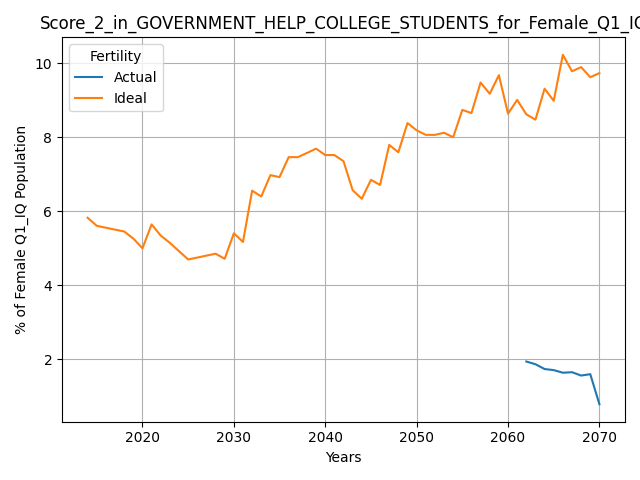 Score_2_in_GOVERNMENT_HELP_COLLEGE_STUDENTS_for_Female_Q1_IQ
Fertility
Actual
Ideal
% of Female Q1_IQ Population
10
8
6
4
2
2020 2030 2040 2050 2060 2070
Years